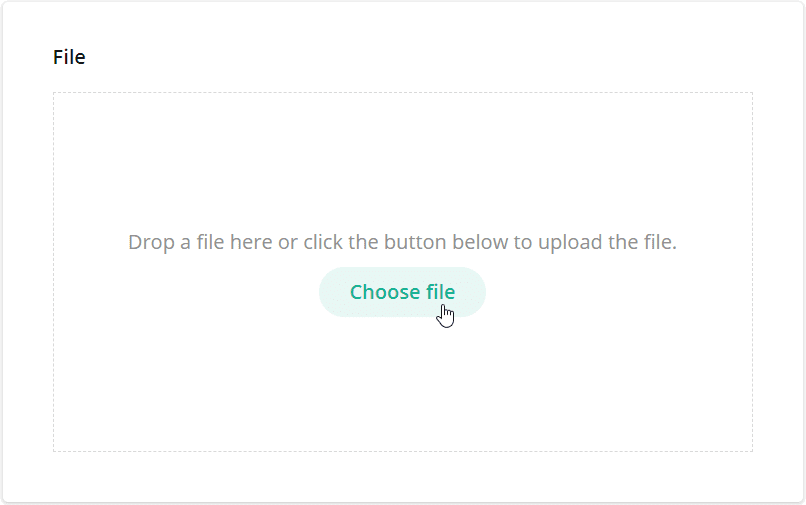 File
Drop a file here or click the button below to upload the file.
Choose file